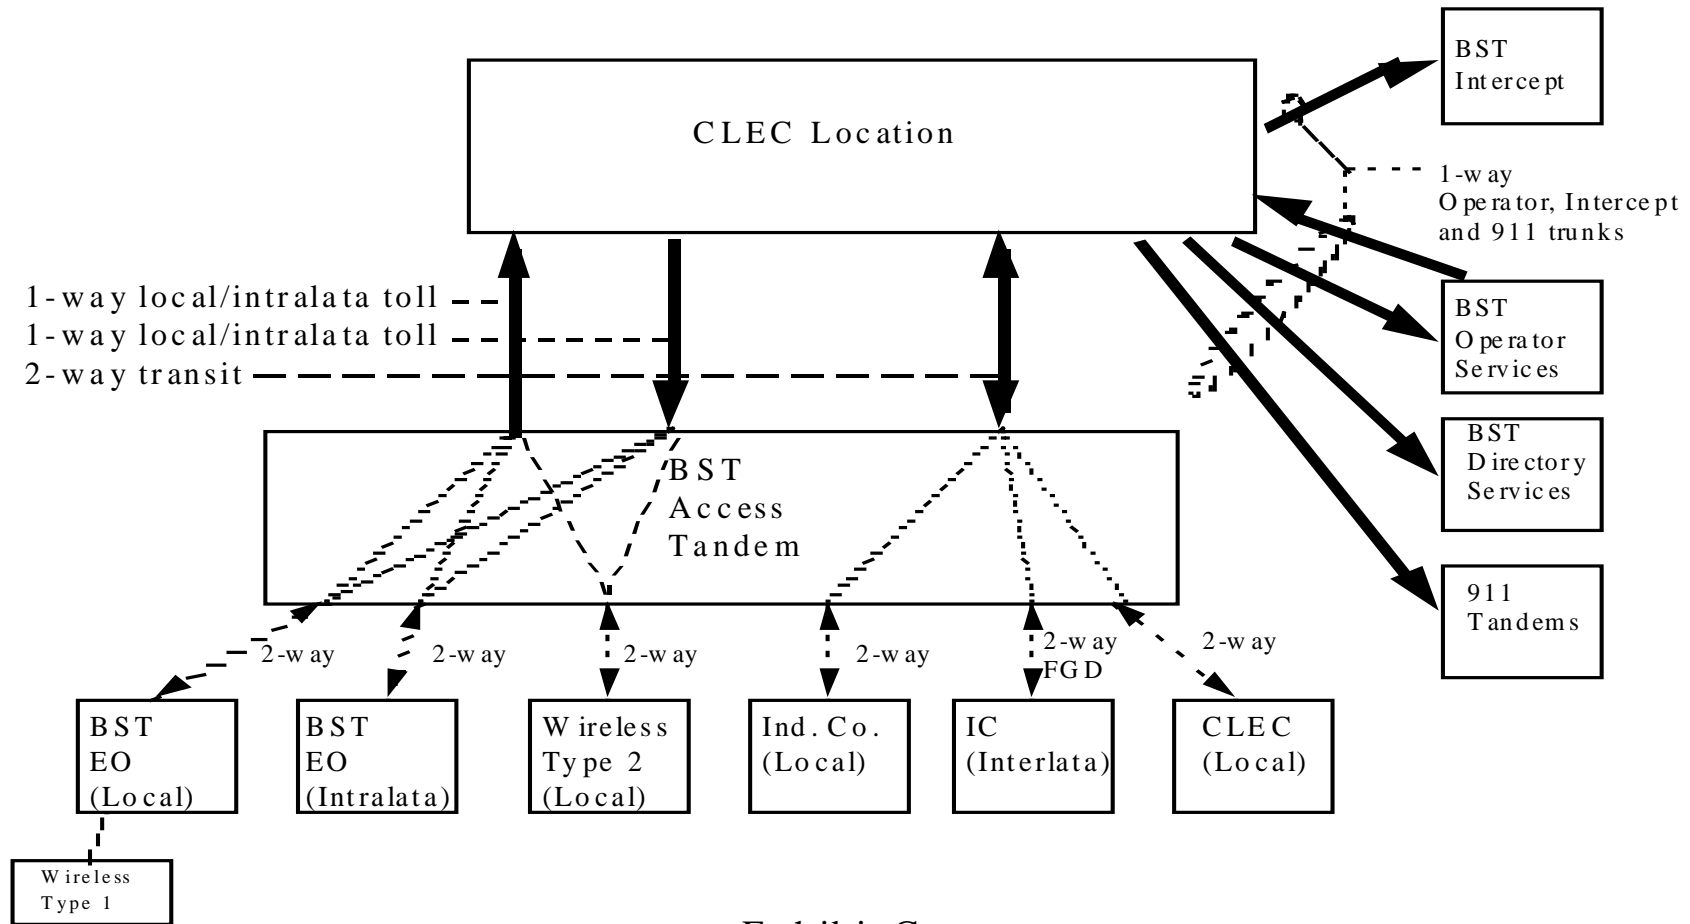 BST
Intercept
CLEC Location
1-way
Operator, Intercept
and 911 trunks
1-way local/intralata toll
1-way local/intralata toll
2-way transit
BST
Operator
Services
BST
Directory
Services
BST
Access
Tandem
911
Tandems
2-way
2-way
2-way
2-way
2-way
FGD
2-way
BST
EO
(Local)
BST
EO
(Intralata)
Wireless
Type 2
(Local)
Ind. Co.
(Local)
IC
(Interlata)
CLEC
(Local)
Wireless
Type 1
Exhibit C